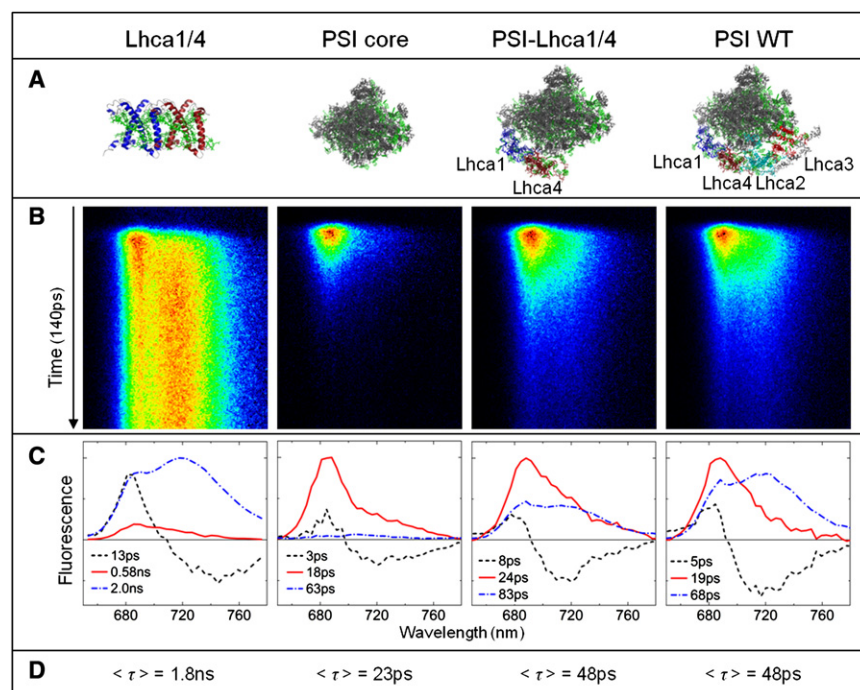 Lhca1/4 PSI core PSI-Lhca1/4 PSI WT
A
Lhca1
Lhca4
Lhca1
Lhca4
Lhca2
Lhca3
B
Time (140ps)
C
Fluorescence
13ps
0.58ns
2.0ns
3ps
18ps
63ps
8ps
24ps
83ps
5ps
19ps
68ps
680 720 760 680 720 760 680 720 760 680 720 760
Wavelength (nm)
D
< τ > = 1.8ns < τ > = 23ps < τ > = 48ps < τ > = 48ps